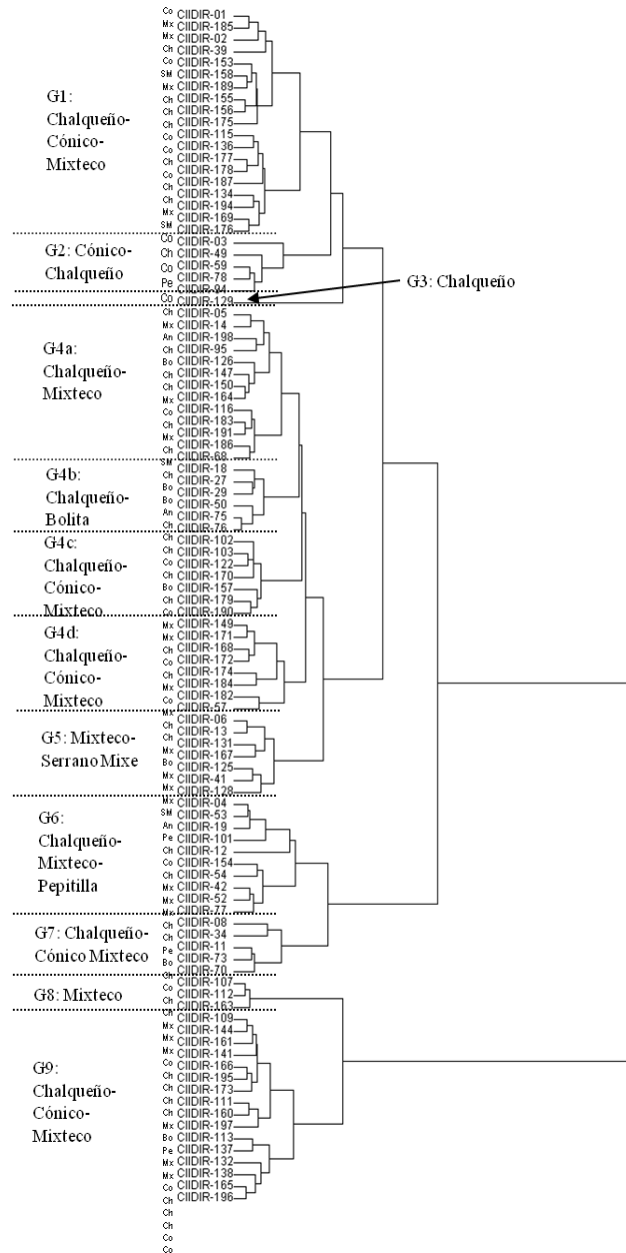 G1:
Chalqueño-
Cónico-
Mixteco
Co CIIDIR-01
Mx CIIDIR-185
Mx CIIDIR-02
Ch CIIDIR-39
Co CIIDIR-153
SM CIIDIR-158
Mx CIIDIR-189
Ch CIIDIR-155
Ch CIIDIR-156
Ch CIIDIR-175
Co CIIDIR-115
Co CIIDIR-136
Ch CIIDIR-177
Co CIIDIR-178
Ch CIIDIR-187
Ch CIIDIR-134
Ch CIIDIR-194
Mx CIIDIR-169
SM CIIDIR-176
G2: Cónico-
Chalqueño
Co CIIDIR-03
Ch CIIDIR-49
Co CIIDIR-59
CIIDIR-78
Pe CIIDIR-94
G3: Chalqueño
Co CIIDIR-129
G4a:
Chalqueño-
Mixteco
Ch CIIDIR-05
Mx CIIDIR-14
An CIIDIR-198
Ch CIIDIR-95
Bo CIIDIR-126
Ch CIIDIR-147
Ch CIIDIR-150
Mx CIIDIR-164
Co CIIDIR-116
Ch CIIDIR-183
Mx CIIDIR-191
Ch CIIDIR-186
CIIDIR-68
G4b:
Chalqueño-
Bolita
SM CIIDIR-18
Ch CIIDIR-27
Bo CIIDIR-29
Bo CIIDIR-50
An CIIDIR-75
Ch CIIDIR-76
G4c:
Chalqueño-
Cónico-
Mixteco
Ch CIIDIR-102
Ch CIIDIR-103
Co CIIDIR-122
Ch CIIDIR-170
Bo CIIDIR-157
Ch CIIDIR-179
Co CIIDIR-190
G4d:
Chalqueño-
Cónico-
Mixteco
Mx CIIDIR-149
Mx CIIDIR-171
Ch CIIDIR-168
Co CIIDIR-172
Ch CIIDIR-174
Mx CIIDIR-184
Co CIIDIR-182
CIIDIR-57
G5: Mixteco-
Serrano Mixe
Mx CIIDIR-06
Ch CIIDIR-13
Ch CIIDIR-131
Mx CIIDIR-167
Bo CIIDIR-125
Mx CIIDIR-41
Mx CIIDIR-128
G6:
Chalqueño-
Mixteco-
Pepitilla
Mx CIIDIR-04
SM CIIDIR-53
An CIIDIR-19
Pe CIIDIR-101
Ch CIIDIR-12
Co CIIDIR-154
Ch CIIDIR-54
Mx CIIDIR-42
Mx CIIDIR-52
Mx CIIDIR-77
G7: Chalqueño-
Cónico Mixteco
Ch CIIDIR-08
Ch CIIDIR-34
Pe CIIDIR-11
Bo CIIDIR-73
CIIDIR-70
G8: Mixteco
Ch CIIDIR-107
Co CIIDIR-112
Ch CIIDIR-163
G9:
Chalqueño-
Cónico-
Mixteco
Ch CIIDIR-109
Mx CIIDIR-144
Mx CIIDIR-161
Mx CIIDIR-141
Co CIIDIR-166
Ch CIIDIR-195
Ch CIIDIR-173
Ch CIIDIR-111
Ch CIIDIR-160
Mx CIIDIR-197
Bo CIIDIR-113
Pe CIIDIR-137
Mx CIIDIR-132
Mx CIIDIR-138
Co CIIDIR-165
Ch CIIDIR-196
Ch
Ch
Co
Co